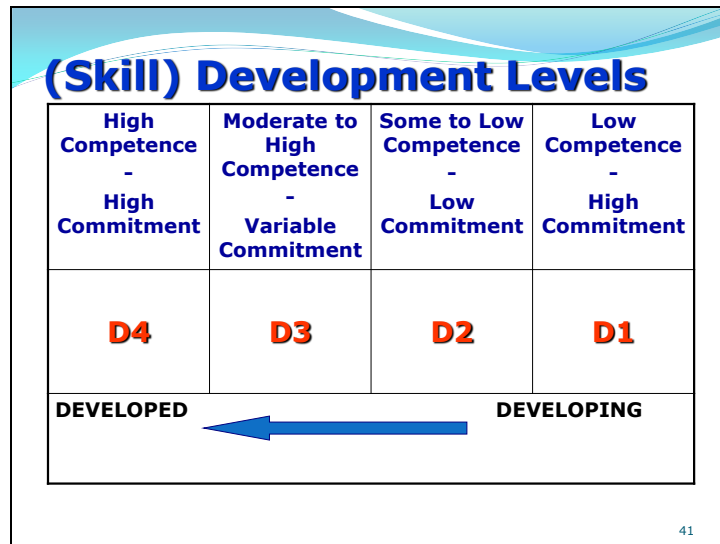 (Skill) Development Levels
High
Competence
-
High
Commitment
Moderate to
High
Competence
-
Variable
Commitment
Some to Low
Competence
-
Low
Commitment
Low
Competence
-
High
Commitment
D4
D3
D2
D1
DEVELOPED
DEVELOPING
41